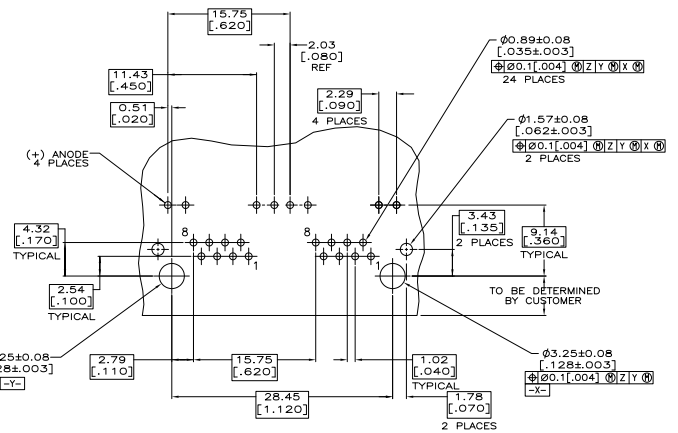 15.75
[.620]
2.03
[.080]
REF
Ø0.89±0.08
[.035±.003]
⌖ Ø0.1[.004] Ⓜ Z Y Ⓜ X Ⓜ
24 PLACES
11.43
[.450]
2.29
[.090]
4 PLACES
0.51
[.020]
Ø1.57±0.08
[.062±.003]
⌖ Ø0.1[.004] Ⓜ Z Y Ⓜ X Ⓜ
2 PLACES
(+) ANODE
4 PLACES
4.32
[.170]
TYPICAL
8
8
3.43
[.135]
2 PLACES
9.14
[.360]
TYPICAL
1
1
2.54
[.100]
TYPICAL
TO BE DETERMINED
BY CUSTOMER
25±0.08
28±.003]
-Y-
2.79
[.110]
15.75
[.620]
1.02
[.040]
TYPICAL
Ø3.25±0.08
[.128±.003]
⌖ Ø0.1[.004] Ⓜ Z Y Ⓜ
-X-
28.45
[1.120]
1.78
[.070]
2 PLACES